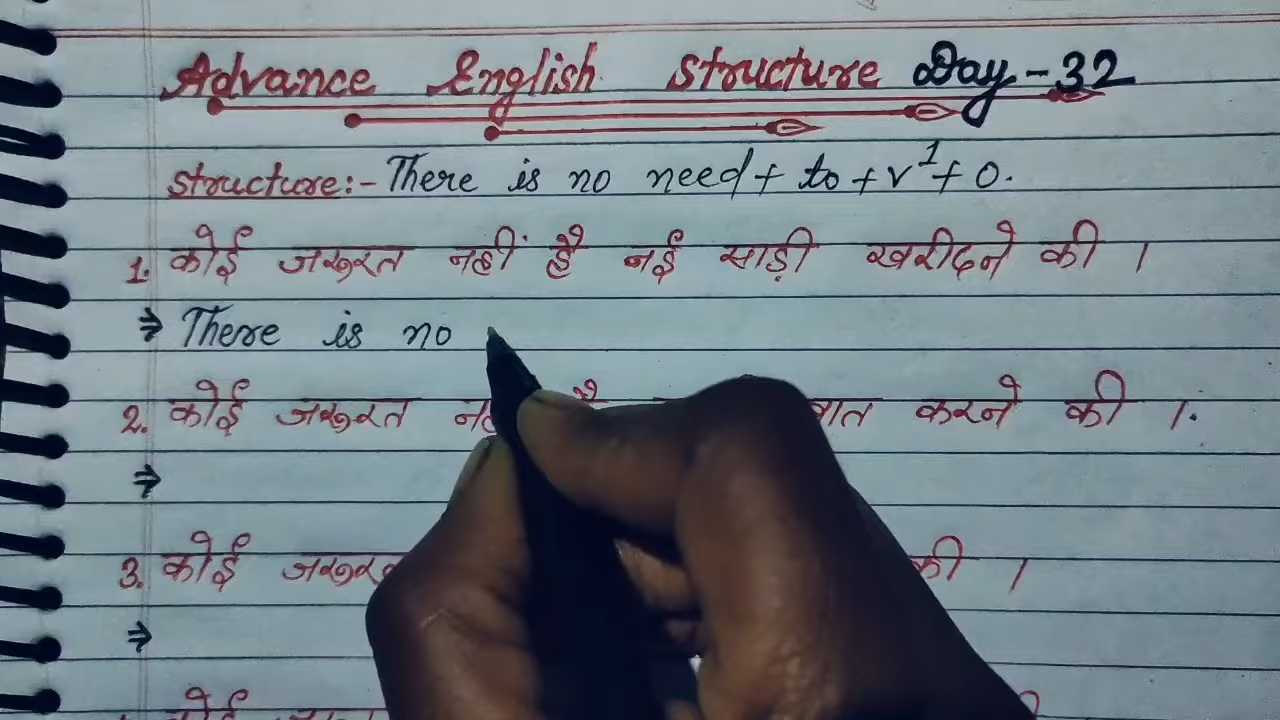 Advance English Structure Day-32
Structure:- There is no need + to + v¹ + o.
1. कोई जरूरत नहीं है नई साड़ी खरीदने की ।
⇒ There is no
2. कोई जरूरत है बात करने की ।
⇒
3. कोई की ।
⇒
कोई